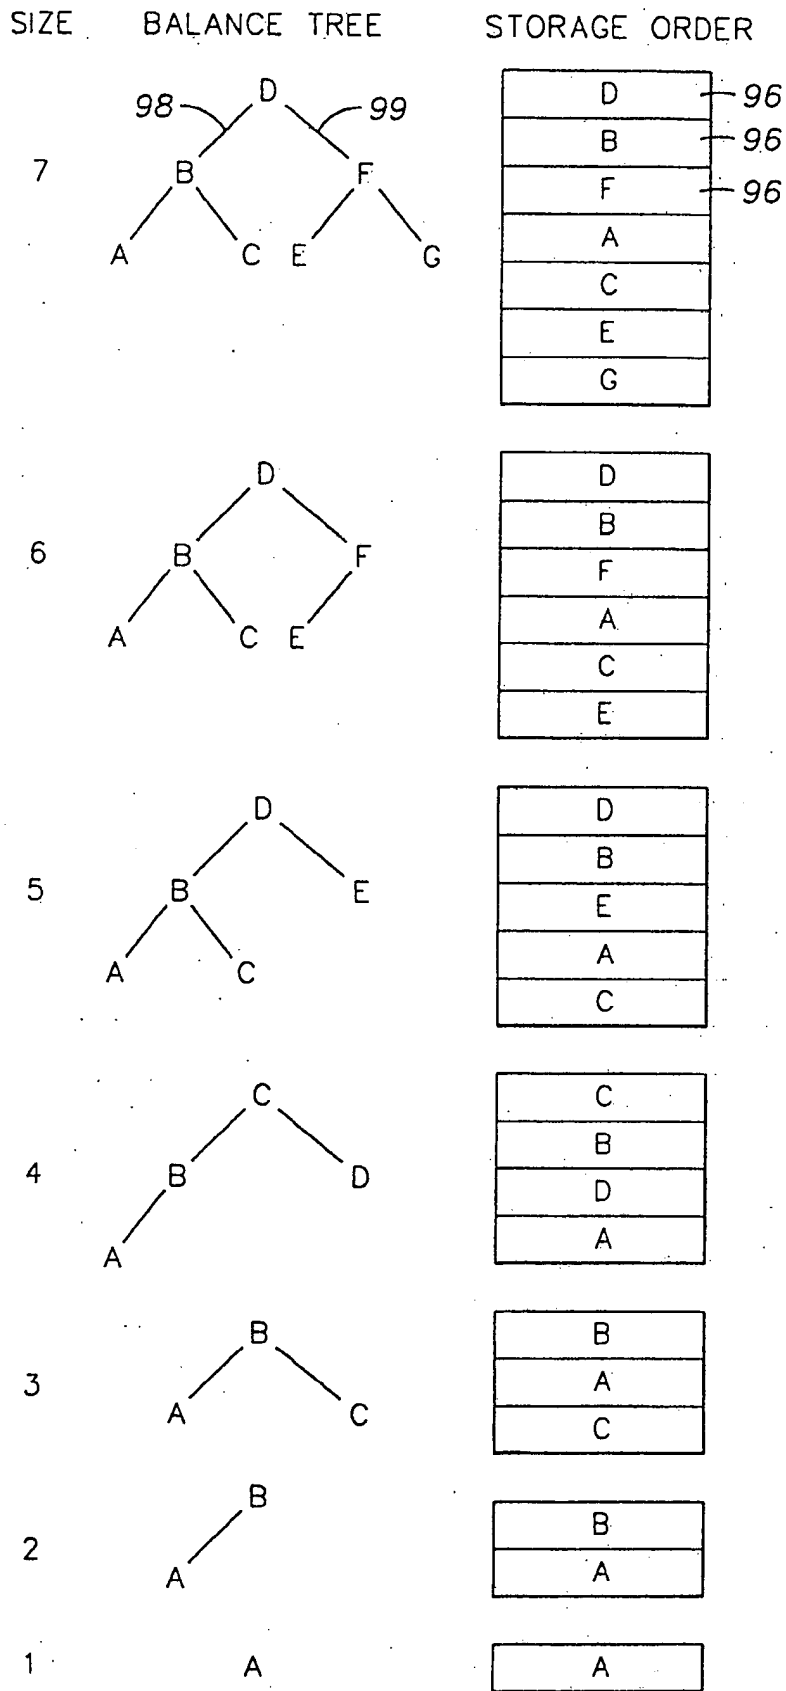 SIZE BALANCE TREE STORAGE ORDER
D D 96
98 99
B 96
7 B F F 96
A
A C E G C
E
G
D D
B
6 B F F
A
A C E C
E
D D
B
5 B E E
A
A C C
C C
B
4 B D D
A A
B B
3 A C A
C
B B
2 A A
1 A A